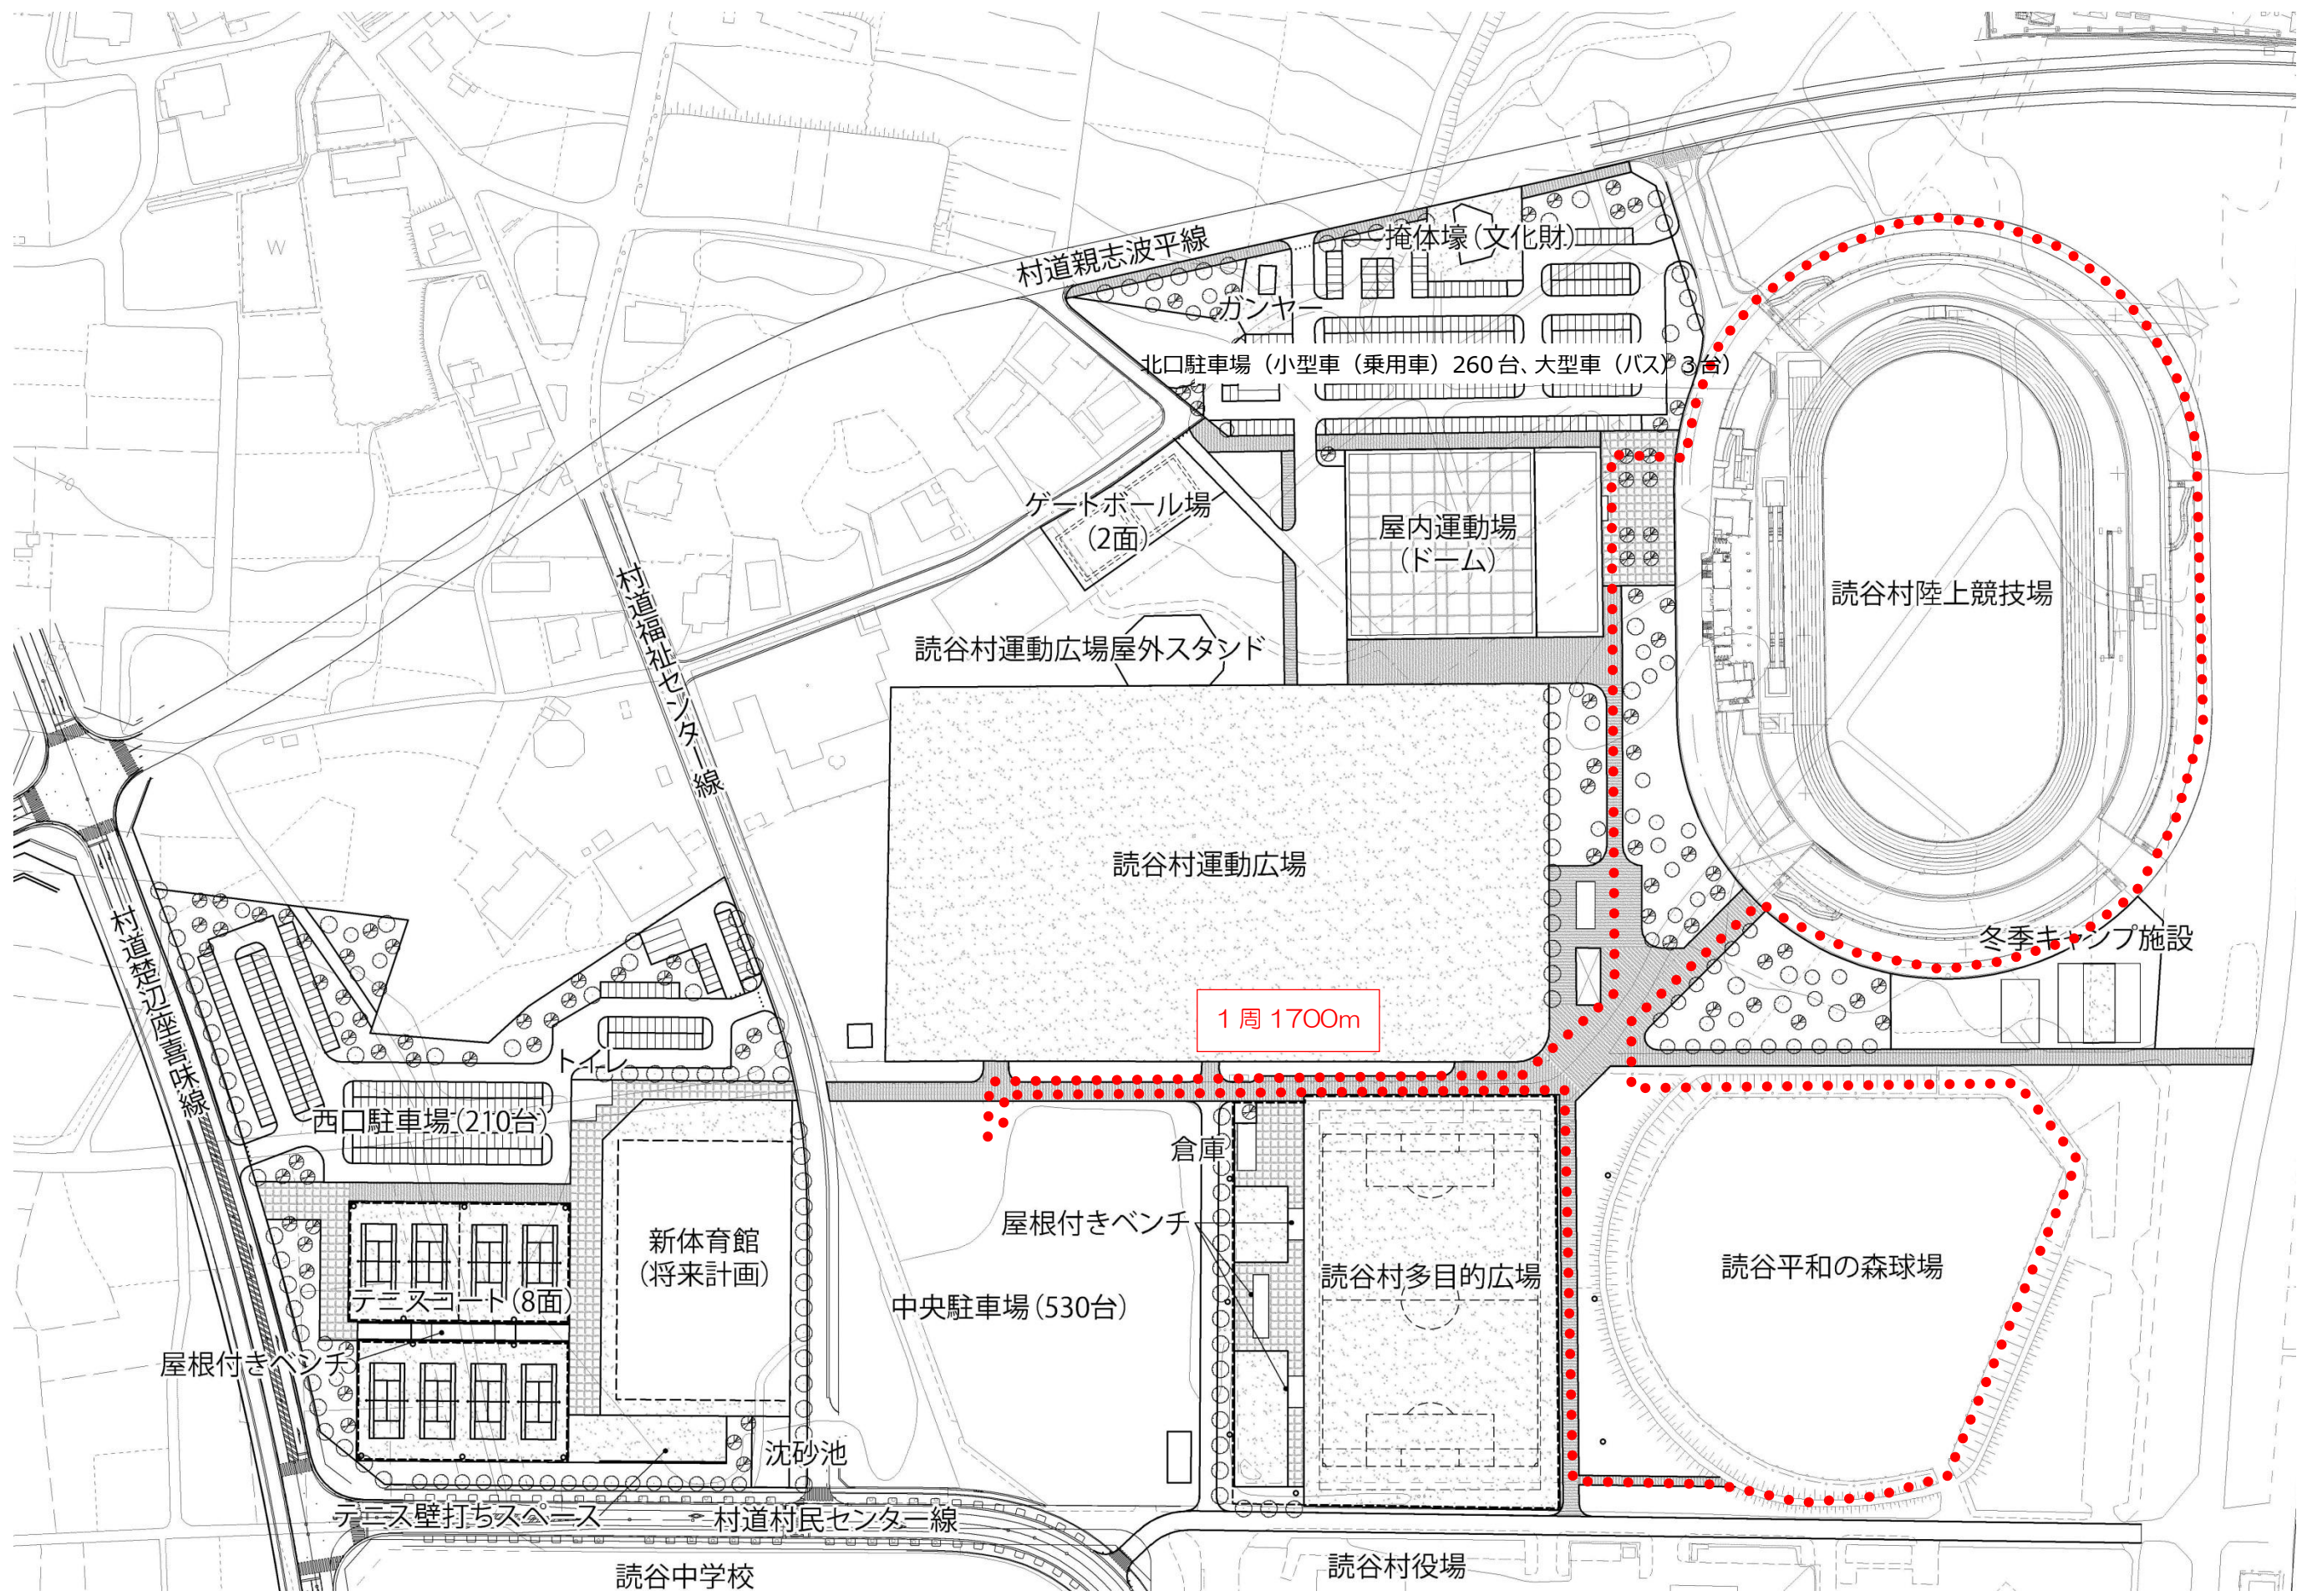 村道親志波平線
掩体壕(文化財)
ガンヤー
北口駐車場（小型車（乗用車）260台、大型車（バス）3台）
ゲートボール場
(2面)
屋内運動場
(ドーム)
読谷村陸上競技場
村道福祉センター線
読谷村運動広場屋外スタンド
読谷村運動広場
村道楚辺座喜味線
冬季キャンプ施設
1周 1700m
トイレ
西口駐車場(210台)
倉庫
屋根付きベンチ
新体育館
(将来計画)
読谷村多目的広場
読谷平和の森球場
テニスコート(8面)
中央駐車場(530台)
屋根付きベンチ
沈砂池
テニス壁打ちスペース
村道村民センター線
読谷中学校
読谷村役場
W